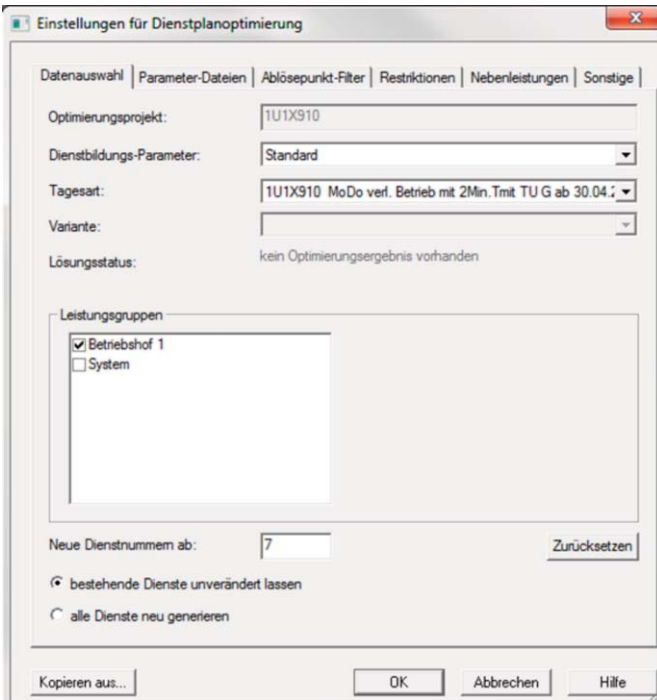 Einstellungen für Dienstplanoptimierung
Datenauswahl Parameter-Dateien Ablösepunkt-Filter Restriktionen Nebenleistungen Sonstige
Optimierungsprojekt: 1U1X910
Dienstbildungs-Parameter: Standard
Tagesart: 1U1X910 MoDo verl. Betrieb mit 2Min.Tmit TU G ab 30.04.2
Variante:
Lösungsstatus: kein Optimierungsergebnis vorhanden
Leistungsgruppen
Betriebshof 1
System
Neue Dienstnummern ab: 7 Zurücksetzen
bestehende Dienste unverändert lassen
alle Dienste neu generieren
Kopieren aus... OK Abbrechen Hilfe